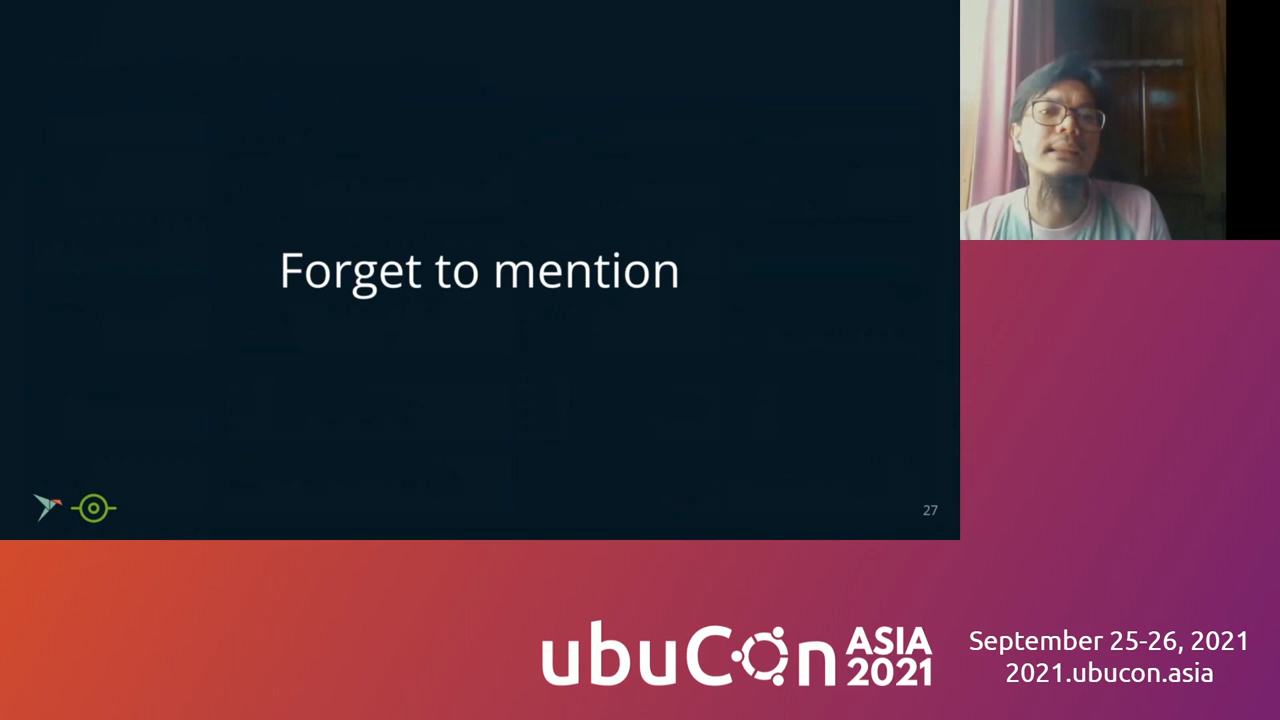 Forget to mention
27
ubuCon ASIA 2021
September 25-26, 2021
2021.ubucon.asia